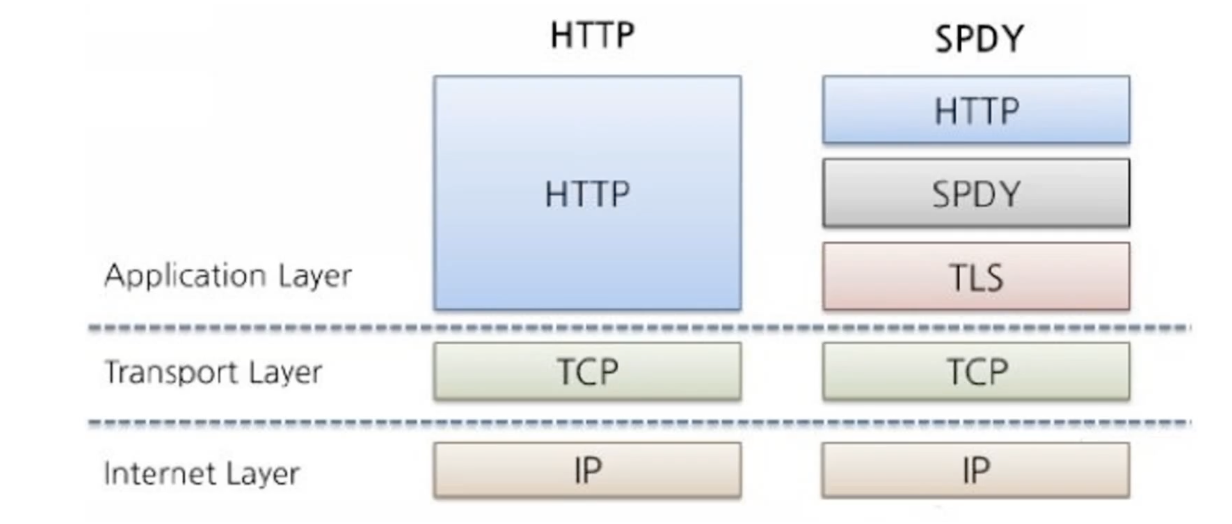 HTTP SPDY
HTTP
HTTP
SPDY
Application Layer TLS
Transport Layer TCP TCP
Internet Layer IP IP